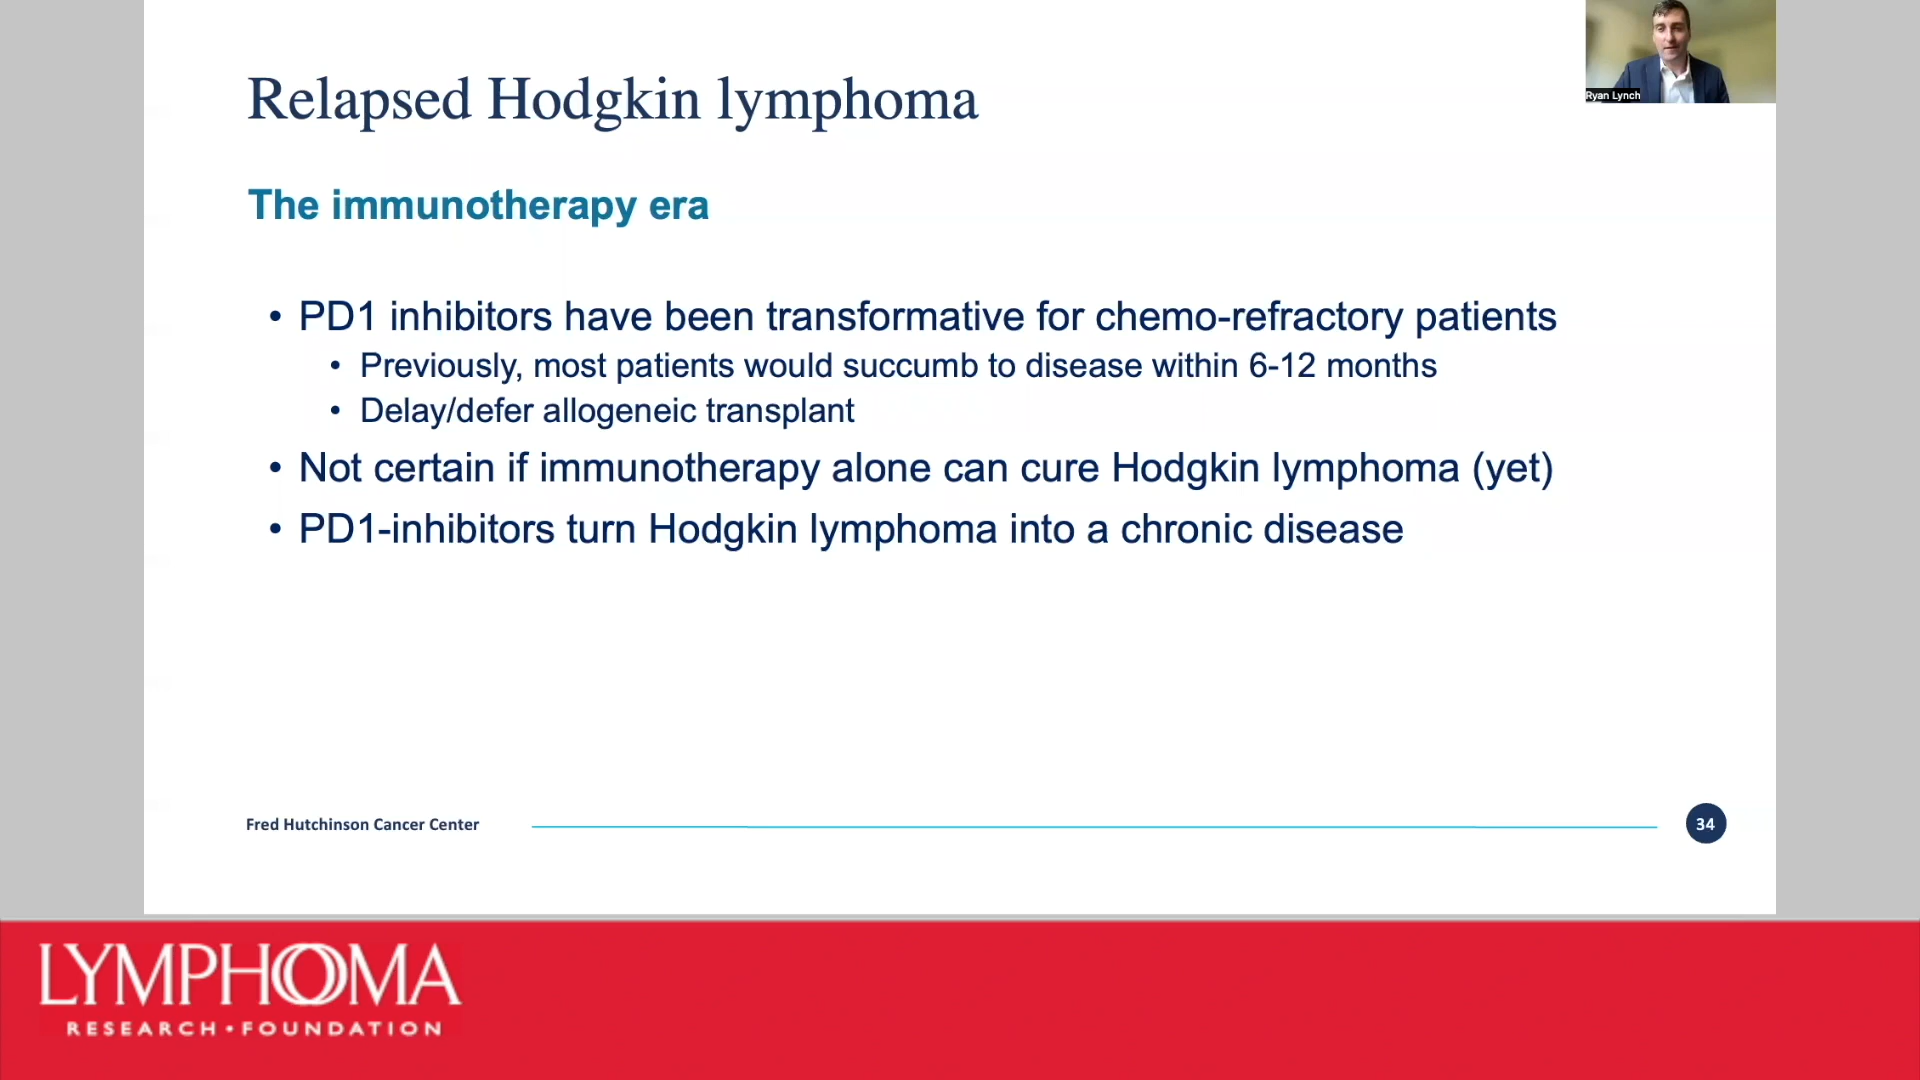 Relapsed Hodgkin lymphoma
Ryan Lynch
The immunotherapy era
• PD1 inhibitors have been transformative for chemo-refractory patients
• Previously, most patients would succumb to disease within 6-12 months
• Delay/defer allogeneic transplant
• Not certain if immunotherapy alone can cure Hodgkin lymphoma (yet)
• PD1-inhibitors turn Hodgkin lymphoma into a chronic disease
Fred Hutchinson Cancer Center
34
LYMPHOMA
RESEARCH • FOUNDATION